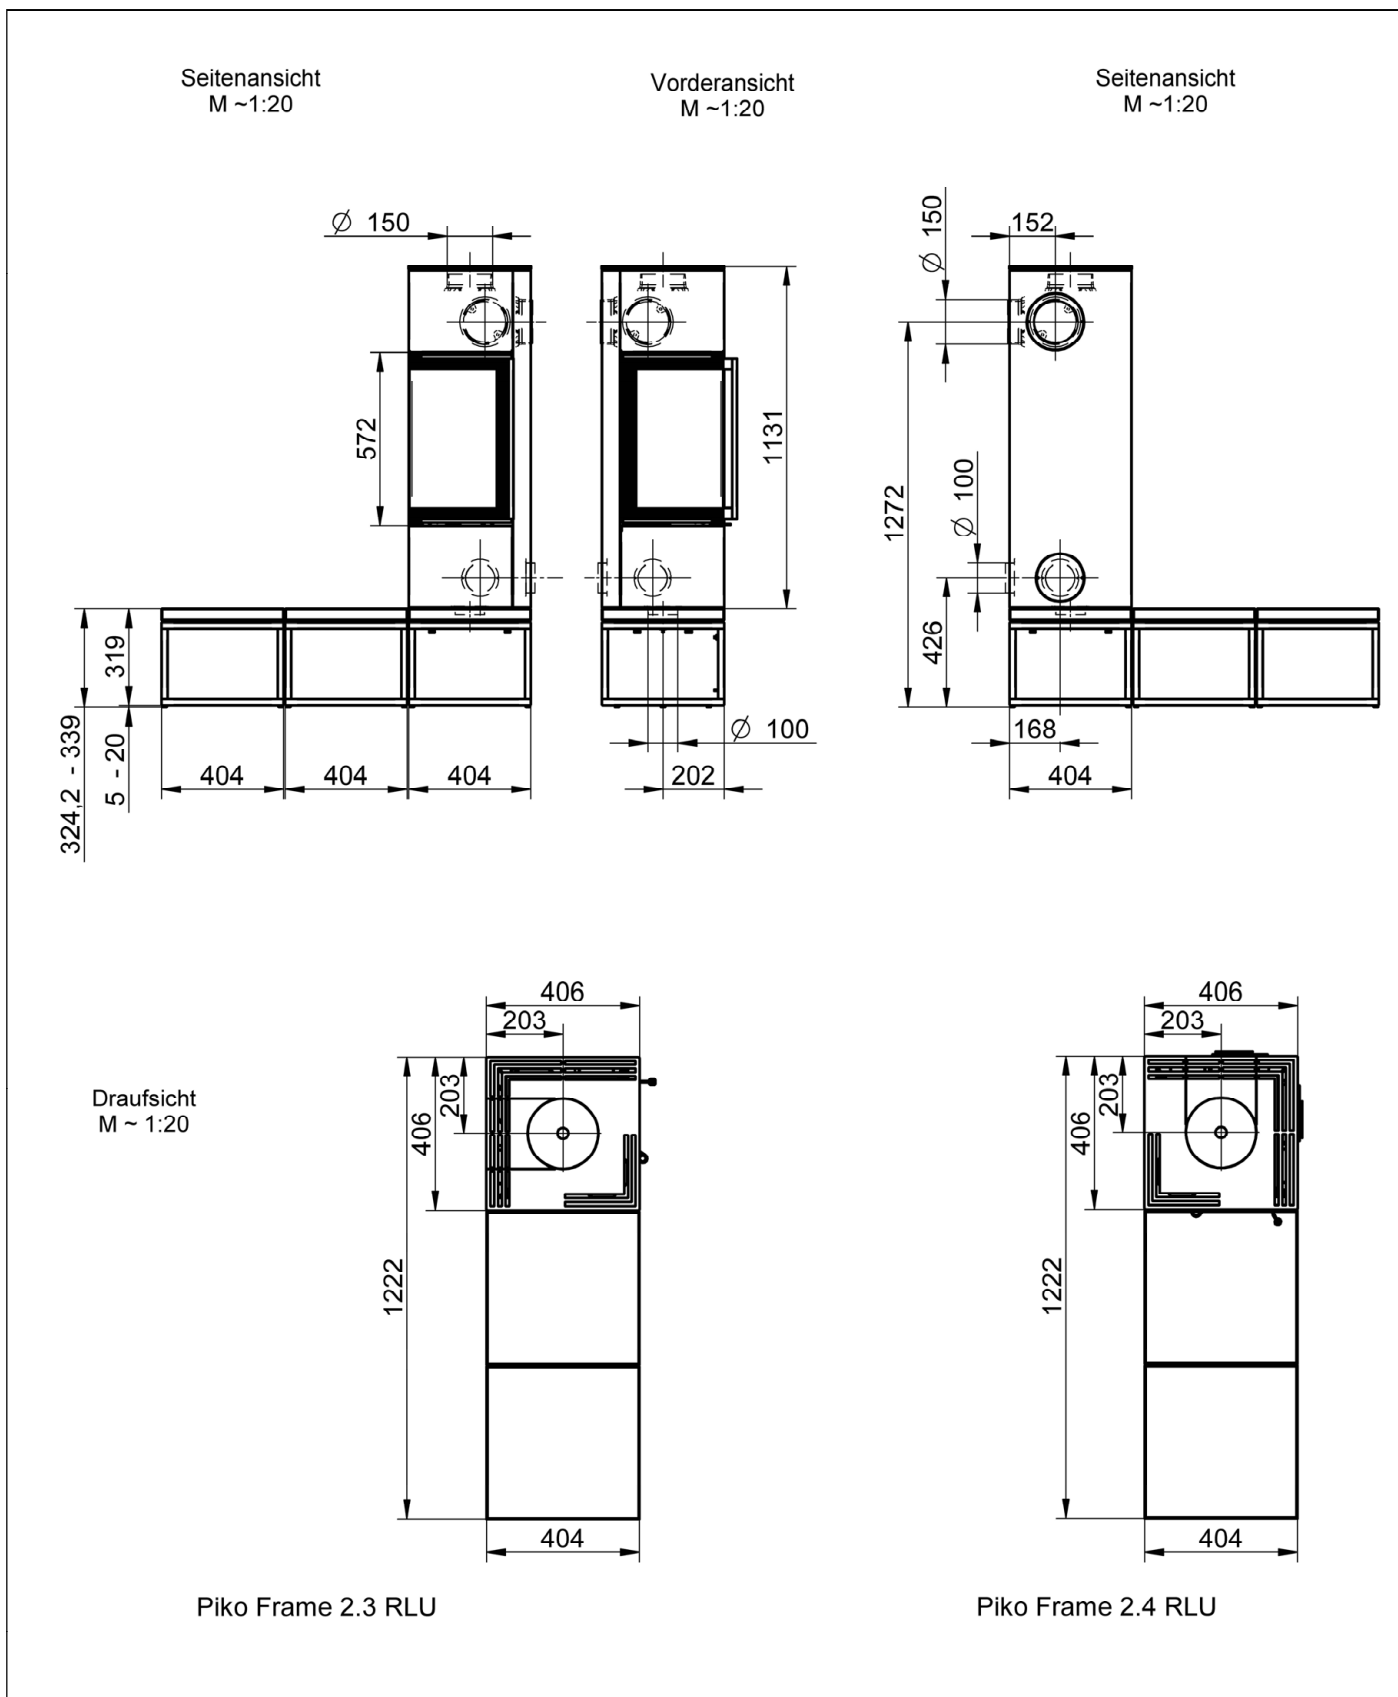 Seitenansicht
M ~1:20
Vorderansicht
M ~1:20
Seitenansicht
M ~1:20
∅ 150
572
319
324,2 - 339
5 - 20
404
404
404
1131
∅ 100
202
∅ 150
152
1272
∅ 100
426
168
404
Draufsicht
M ~ 1:20
406
203
203
406
1222
404
406
203
203
406
1222
404
Piko Frame 2.3 RLU
Piko Frame 2.4 RLU